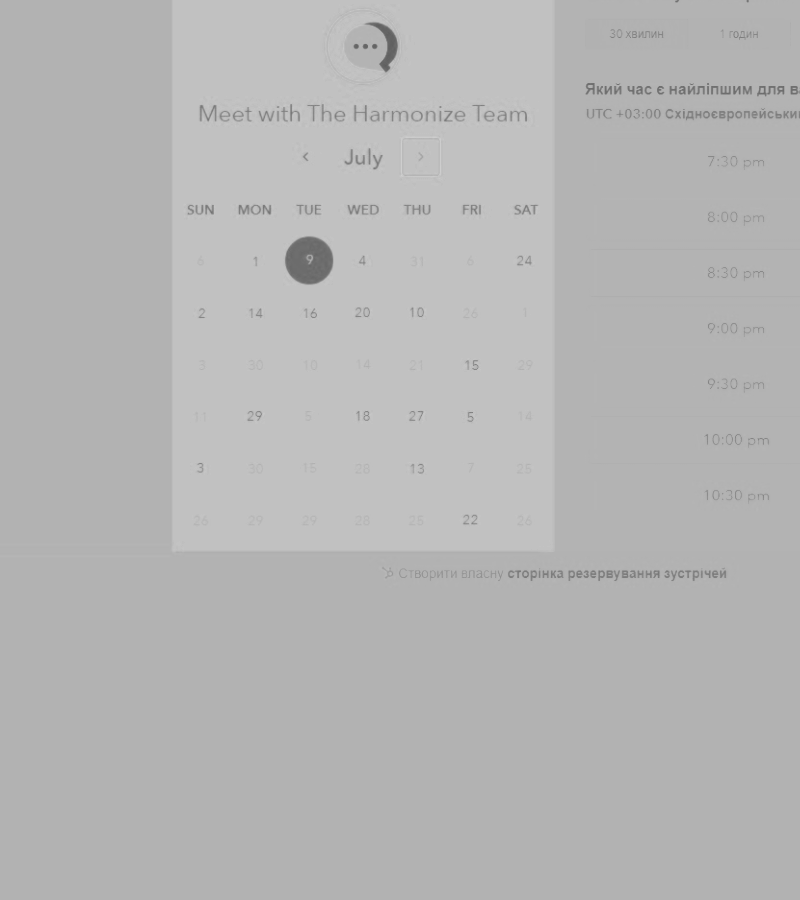 Meet with The Harmonize Team
July
SUN MON TUE WED THU FRI SAT
6 1 9 4 31 6 24
2 14 16 20 10 26 1
3 30 10 14 21 15 29
11 29 5 18 27 5 14
3 30 15 28 13 7 25
26 29 29 28 25 22 26
30 хвилин 1 годин
Який час є найліпшим для в
UTC +03:00 Східноєвропейськи
7:30 pm
8:00 pm
8:30 pm
9:00 pm
9:30 pm
10:00 pm
10:30 pm
Створити власну сторінка резервування зустрічей